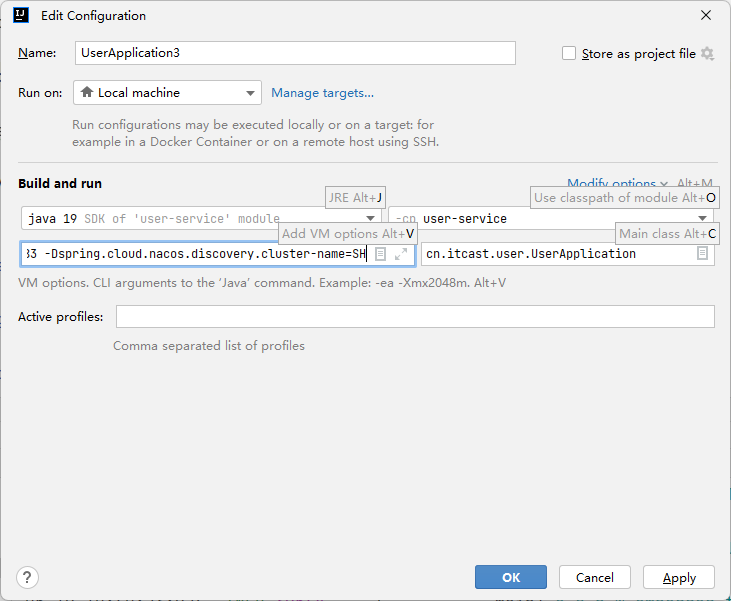 Edit Configuration
Name: UserApplication3 Store as project file
Run on: Local machine Manage targets...
Run configurations may be executed locally or on a target: for
example in a Docker Container or on a remote host using SSH.
Build and run Modify options Alt+M
JRE Alt+J Use classpath of module Alt+O
java 19 SDK of 'user-service' module -cp user-service
Add VM options Alt+V Main class Alt+C
33 -Dspring.cloud.nacos.discovery.cluster-name=SH cn.itcast.user.UserApplication
VM options. CLI arguments to the ‘Java’ command. Example: -ea -Xmx2048m. Alt+V
Active profiles:
Comma separated list of profiles
? OK Cancel Apply